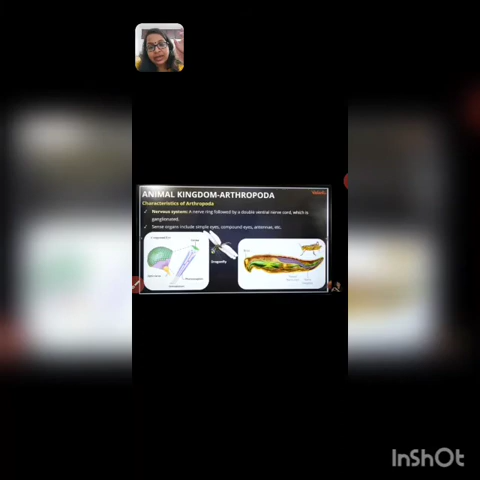 ANIMAL KINGDOM-ARTHROPODA
Characteristics of Arthropoda
✓ Nervous system: A nerve ring followed by a double ventral nerve cord, which is
ganglionated.
✓ Sense organs include simple eyes, compound eyes, antennae, etc.
Dragonfly
InShOt